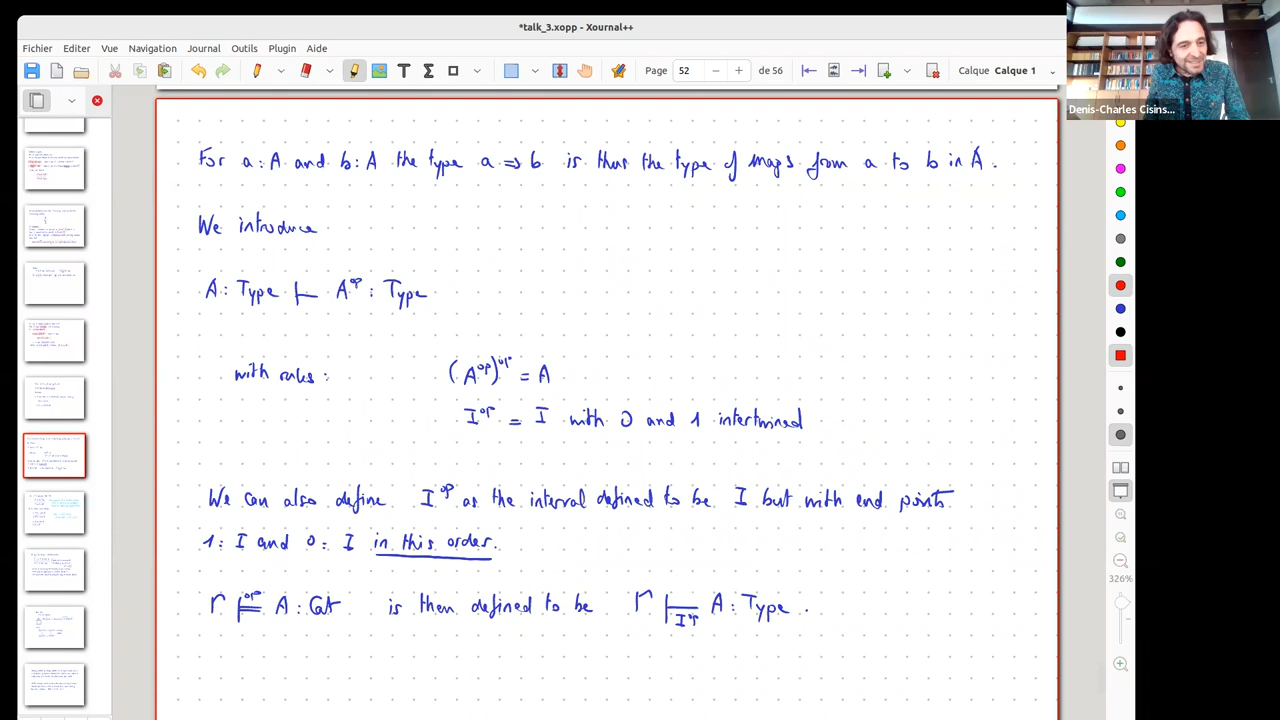 *talk_3.xopp - Xournal++
Fichier Editer Vue Navigation Journal Outils Plugin Aide
Page 52 de 56 Calque Calque 1
Denis-Charles Cisins...
For a : A and b : A the type a ⇒ b is thus the type of maps from a to b in A.
We introduce
A : Type ⊢ A^op : Type
with rules : (A^op)^op = A
I^op = I with 0 and 1 intertwined
We can also define I^op as the interval defined to be I but with end points
1 : I and 0 : I in this order.
Γ ⊨^op A : Cat is then defined to be Γ ⊢_{I^op} A : Type .
326%